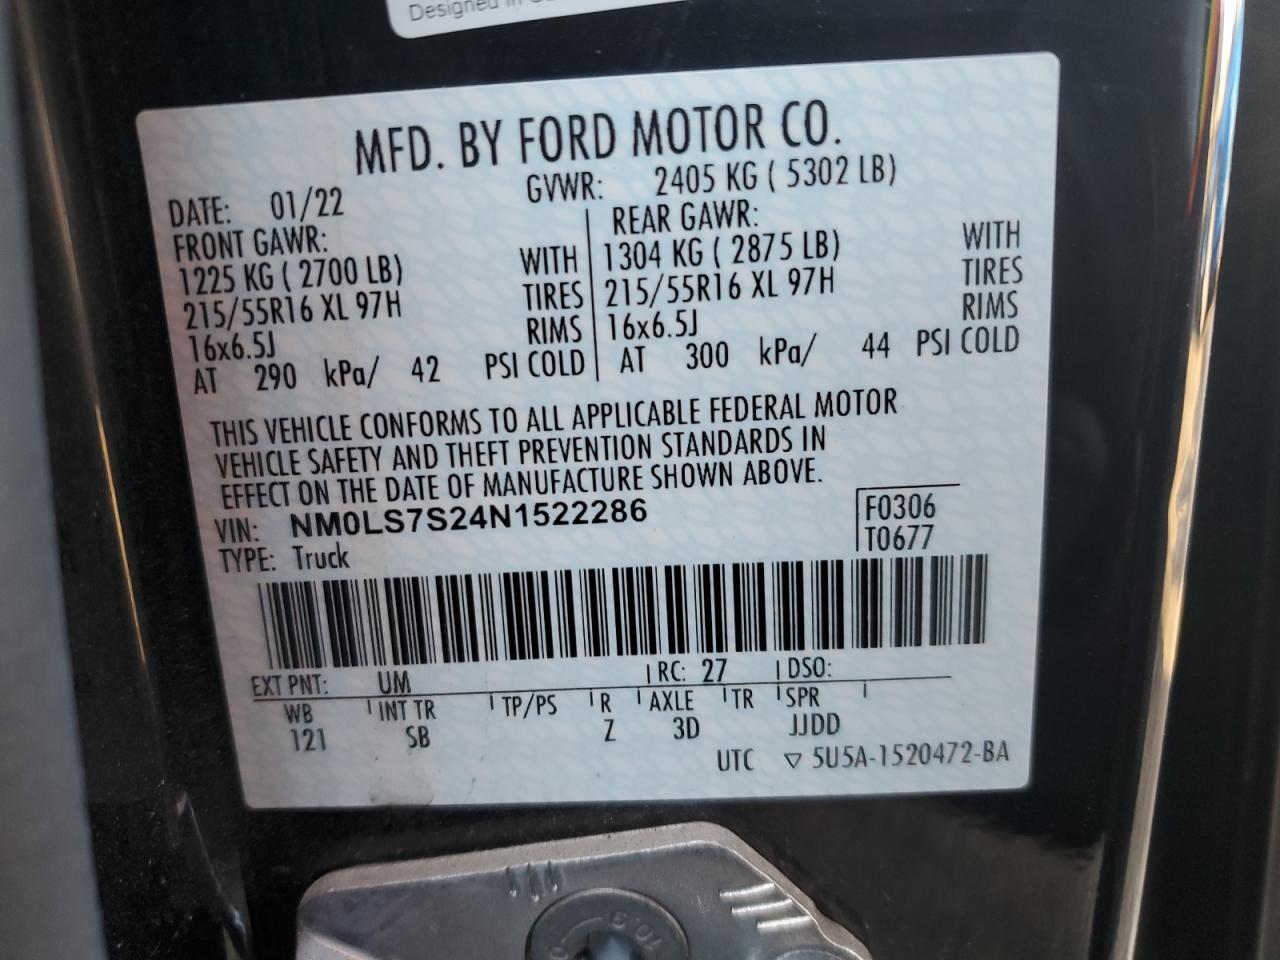 Designed in
MFD. BY FORD MOTOR CO.
DATE: 01/22 GVWR: 2405 KG ( 5302 LB)
FRONT GAWR: REAR GAWR:
1225 KG ( 2700 LB) WITH 1304 KG ( 2875 LB) WITH
215/55R16 XL 97H TIRES 215/55R16 XL 97H TIRES
16x6.5J RIMS 16x6.5J RIMS
AT 290 kPa/ 42 PSI COLD AT 300 kPa/ 44 PSI COLD
THIS VEHICLE CONFORMS TO ALL APPLICABLE FEDERAL MOTOR
VEHICLE SAFETY AND THEFT PREVENTION STANDARDS IN
EFFECT ON THE DATE OF MANUFACTURE SHOWN ABOVE.
VIN: NM0LS7S24N1522286 F0306
TYPE: Truck T0677
EXT PNT: UM RC: 27 DSO:
WB INT TR TP/PS R AXLE TR SPR
121 SB Z 3D JJDD
UTC ▽ 5U5A-1520472-BA